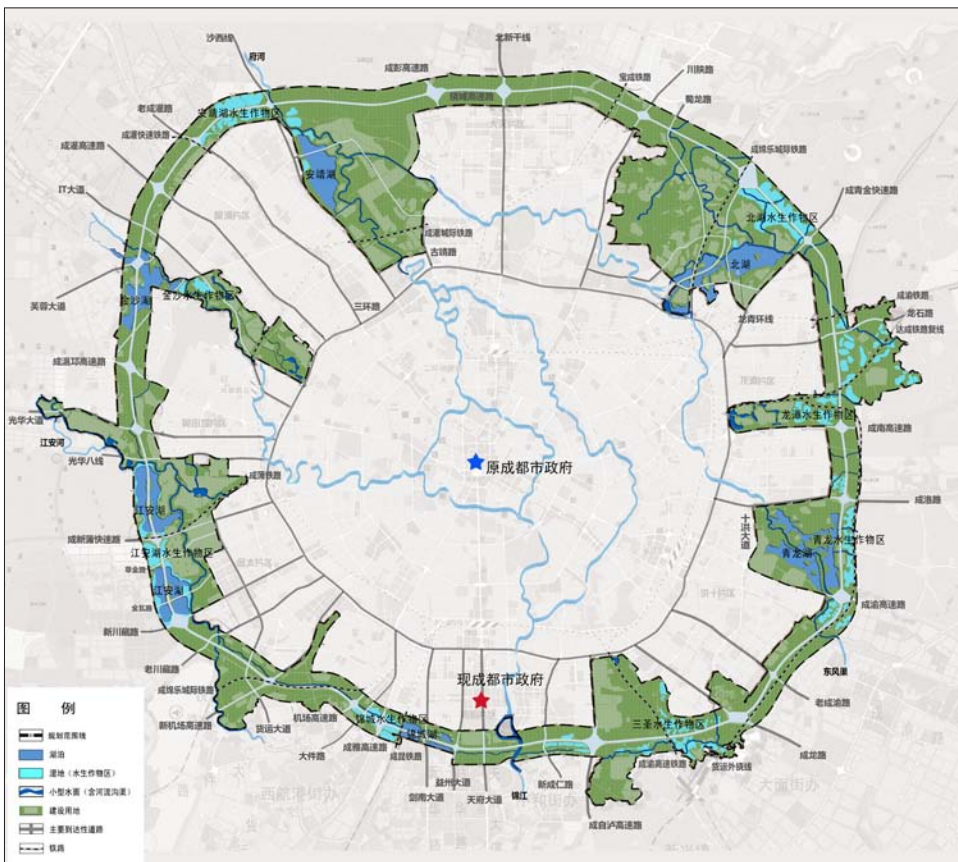 沙西线
府河
北新干线
成彭高速路
绕城高速路
宝成铁路
川陕路
蜀龙路
老成灌路
安靖湖水生作物区
成灌快速铁路
成灌高速路
安靖湖
成绵乐城际铁路
IT大道
成青金快速路
北湖水生作物区
成灌城际铁路
古靖路
北湖
金沙湖
金沙水生作物区
芙蓉大道
三环路
龙青环线
成渝铁路
龙石路
达成铁路复线
成温邛高速路
光华大道
江安河
龙潭水生作物区
成南高速路
光华八线
原成都市政府
成蒲铁路
成洛路
江安湖
十洪大道
成新蒲快速路
青龙水生作物区
江安湖水生作物区
青龙湖
江安湖
成渝高速路
新川藏路
老川藏路
东风渠
成绵乐城际铁路
现成都市政府
新机场高速路
货运大道
机场高速路
锦城水生作物区
老成渝路
三圣水生作物区
锦城湖
大件路
成雅高速路
成昆铁路
成龙路
成渝高速铁路
货运外绕线
益州大道
新成仁路
剑南大道
天府大道
锦江
成自泸高速路
西航港街办
大面街办
图 例
规划范围线
湖泊
湿地（水生作物区）
小型水面（含河流沟渠）
建设用地
主要到达性道路
铁路